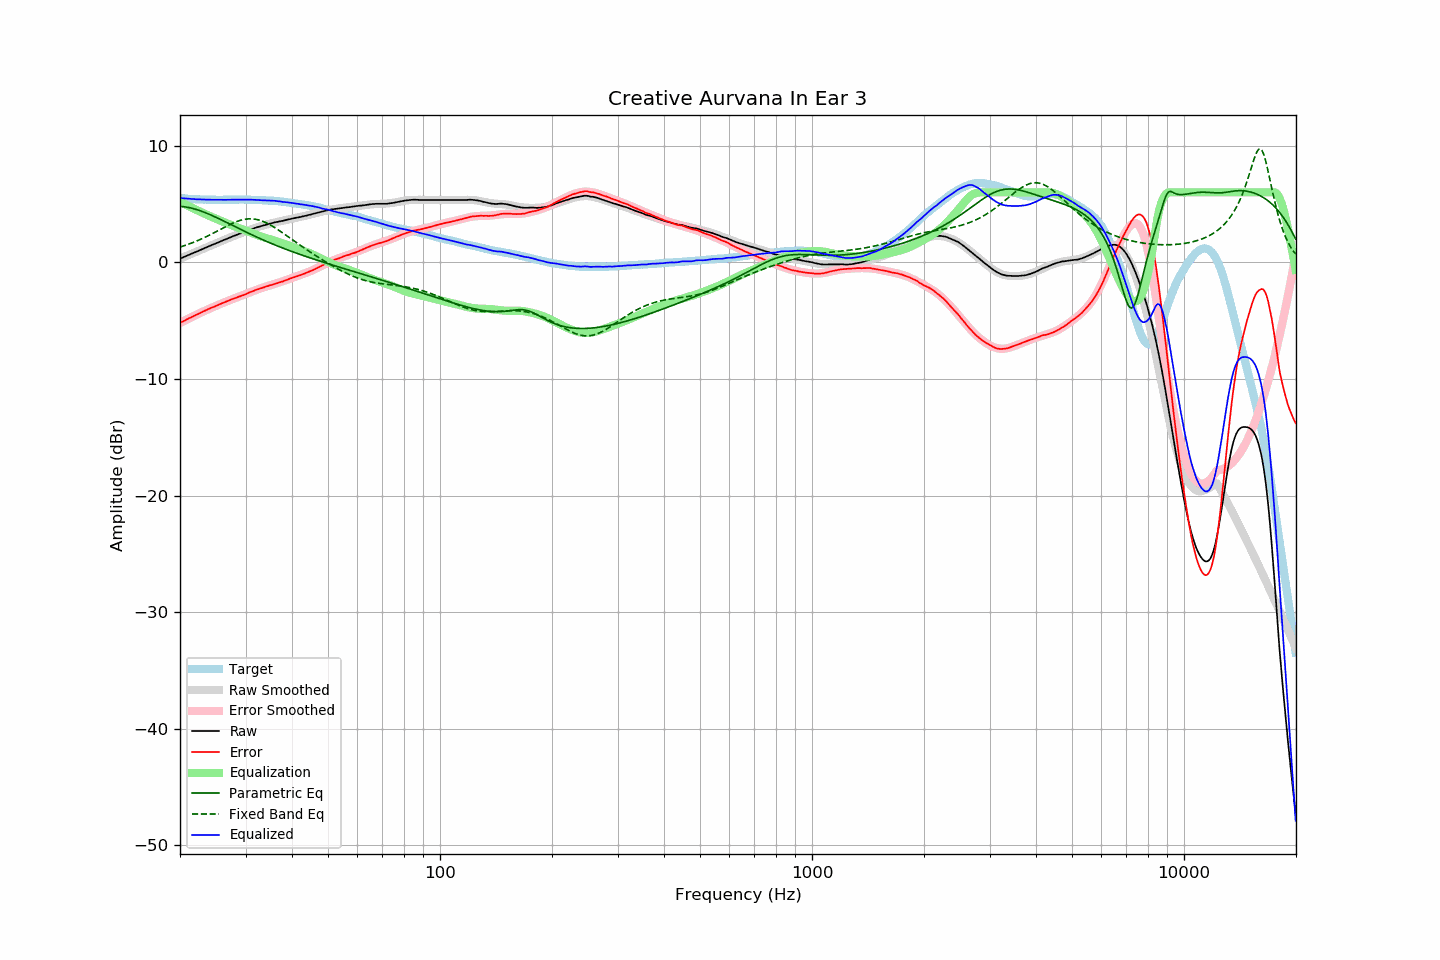 Creative Aurvana In Ear 3
Amplitude (dBr)
10
0
−10
−20
−30
−40
−50
Target
Raw Smoothed
Error Smoothed
Raw
Error
Equalization
Parametric Eq
Fixed Band Eq
Equalized
100
1000
10000
Frequency (Hz)